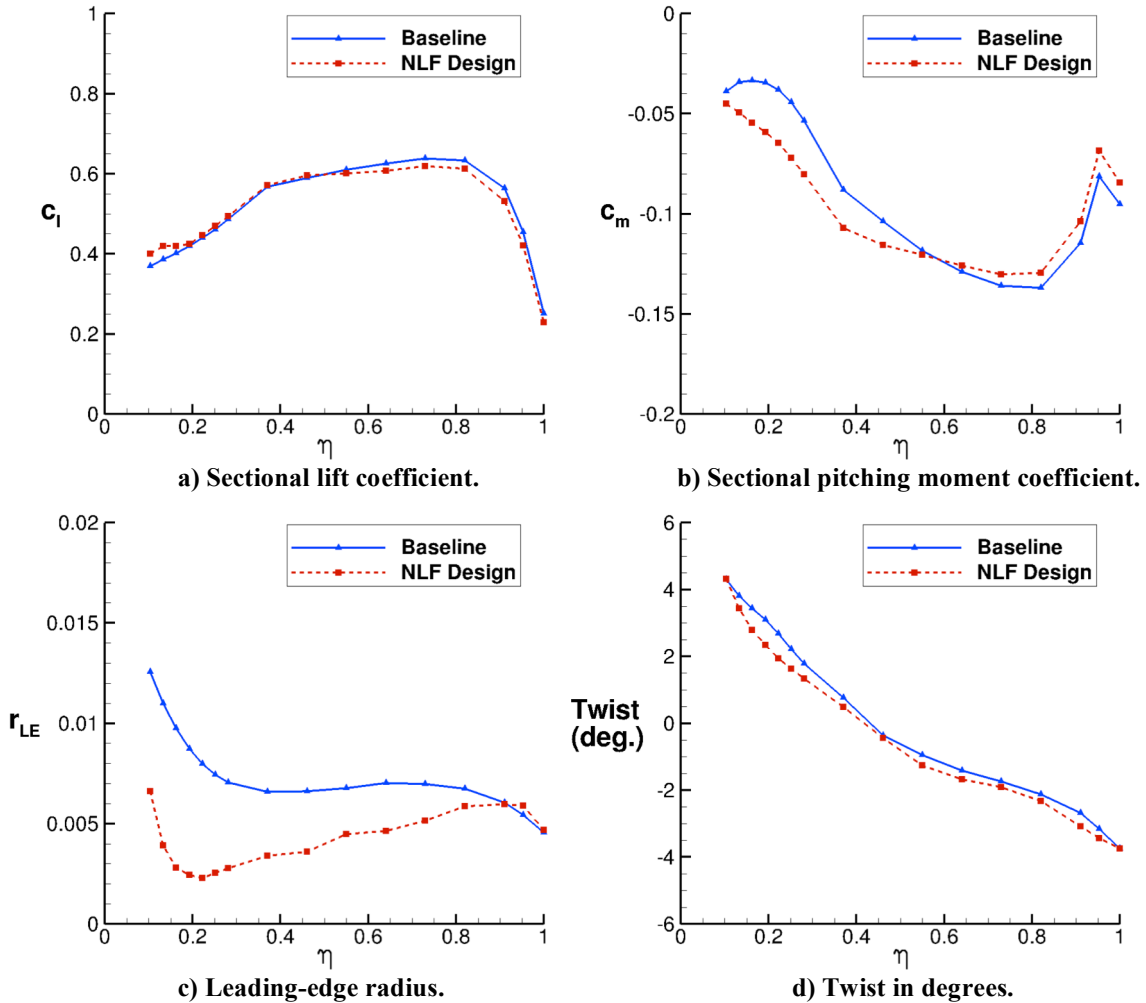 1
0.8
0.6
0.4
0.2
0
c_l
Baseline
NLF Design
0 0.2 0.4 0.6 0.8 1
η
a) Sectional lift coefficient.
0
-0.05
-0.1
-0.15
-0.2
c_m
Baseline
NLF Design
0 0.2 0.4 0.6 0.8 1
η
b) Sectional pitching moment coefficient.
0.02
0.015
0.01
0.005
0
r_LE
Baseline
NLF Design
0 0.2 0.4 0.6 0.8 1
η
c) Leading-edge radius.
6
4
2
0
-2
-4
-6
Twist
(deg.)
Baseline
NLF Design
0 0.2 0.4 0.6 0.8 1
η
d) Twist in degrees.